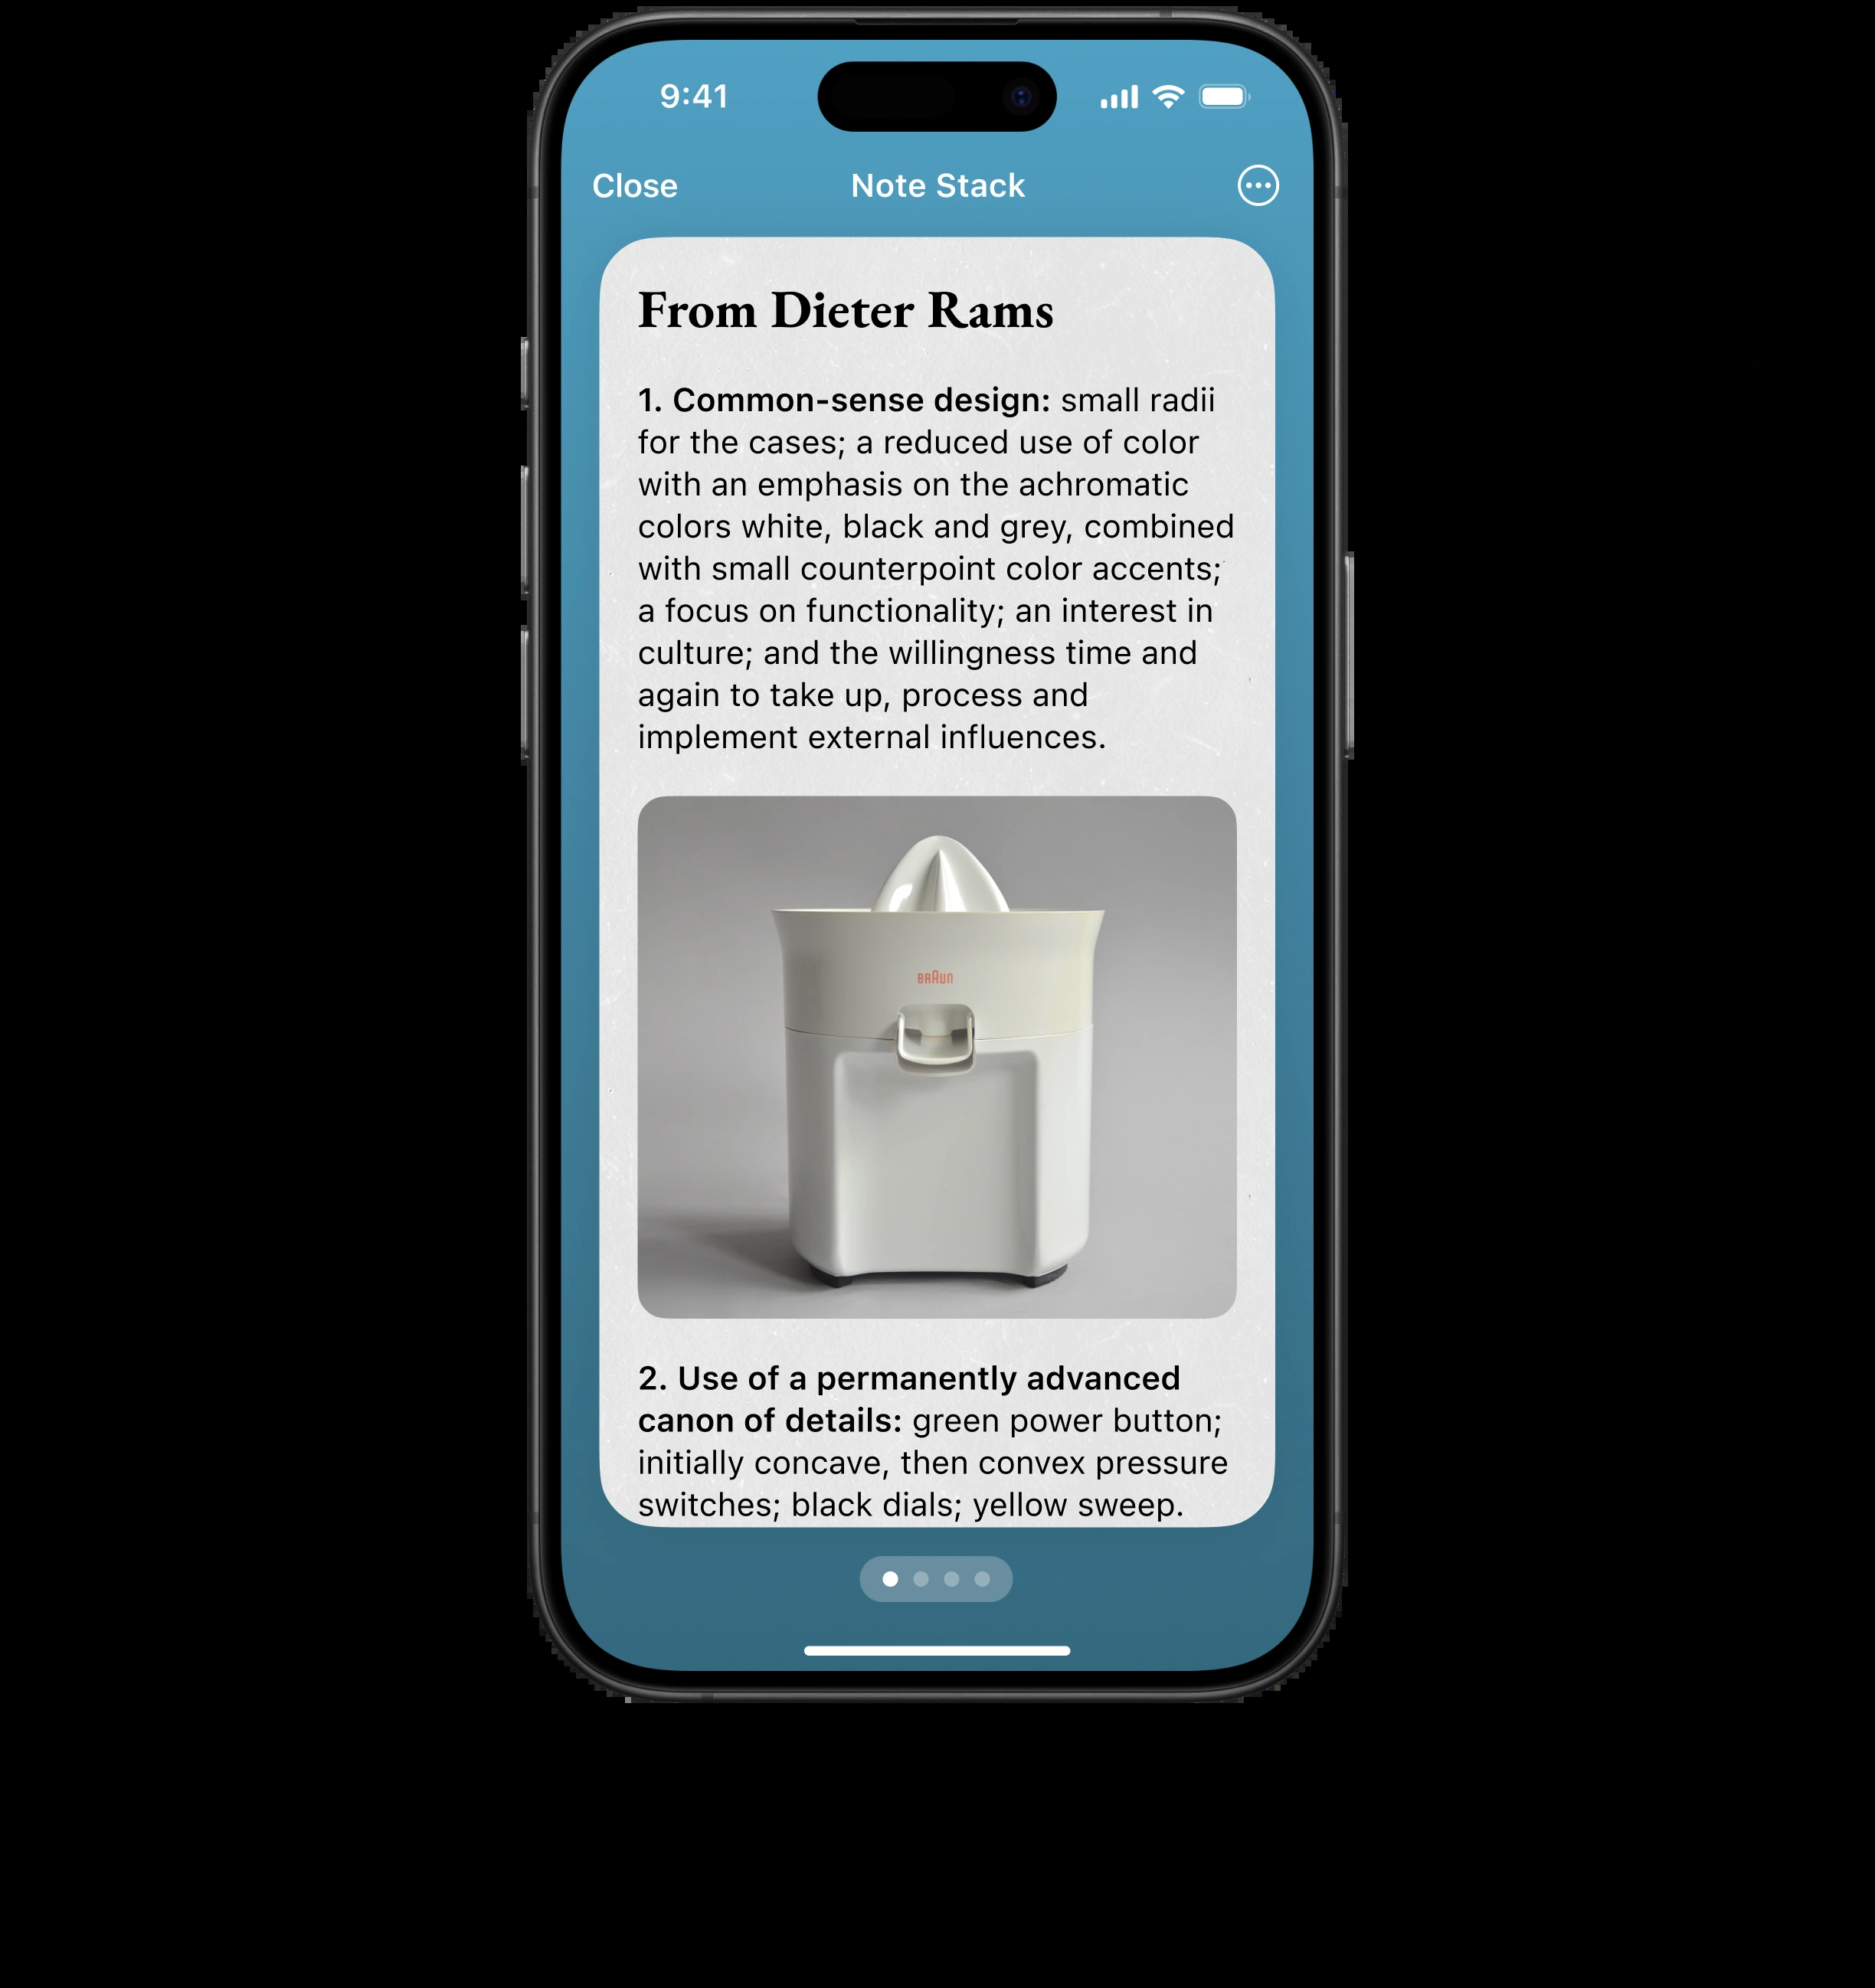 9:41
Close
Note Stack
From Dieter Rams
1. Common-sense design: small radii
for the cases; a reduced use of color
with an emphasis on the achromatic
colors white, black and grey, combined
with small counterpoint color accents;
a focus on functionality; an interest in
culture; and the willingness time and
again to take up, process and
implement external influences.
BRAUN
2. Use of a permanently advanced
canon of details: green power button;
initially concave, then convex pressure
switches; black dials; yellow sweep.